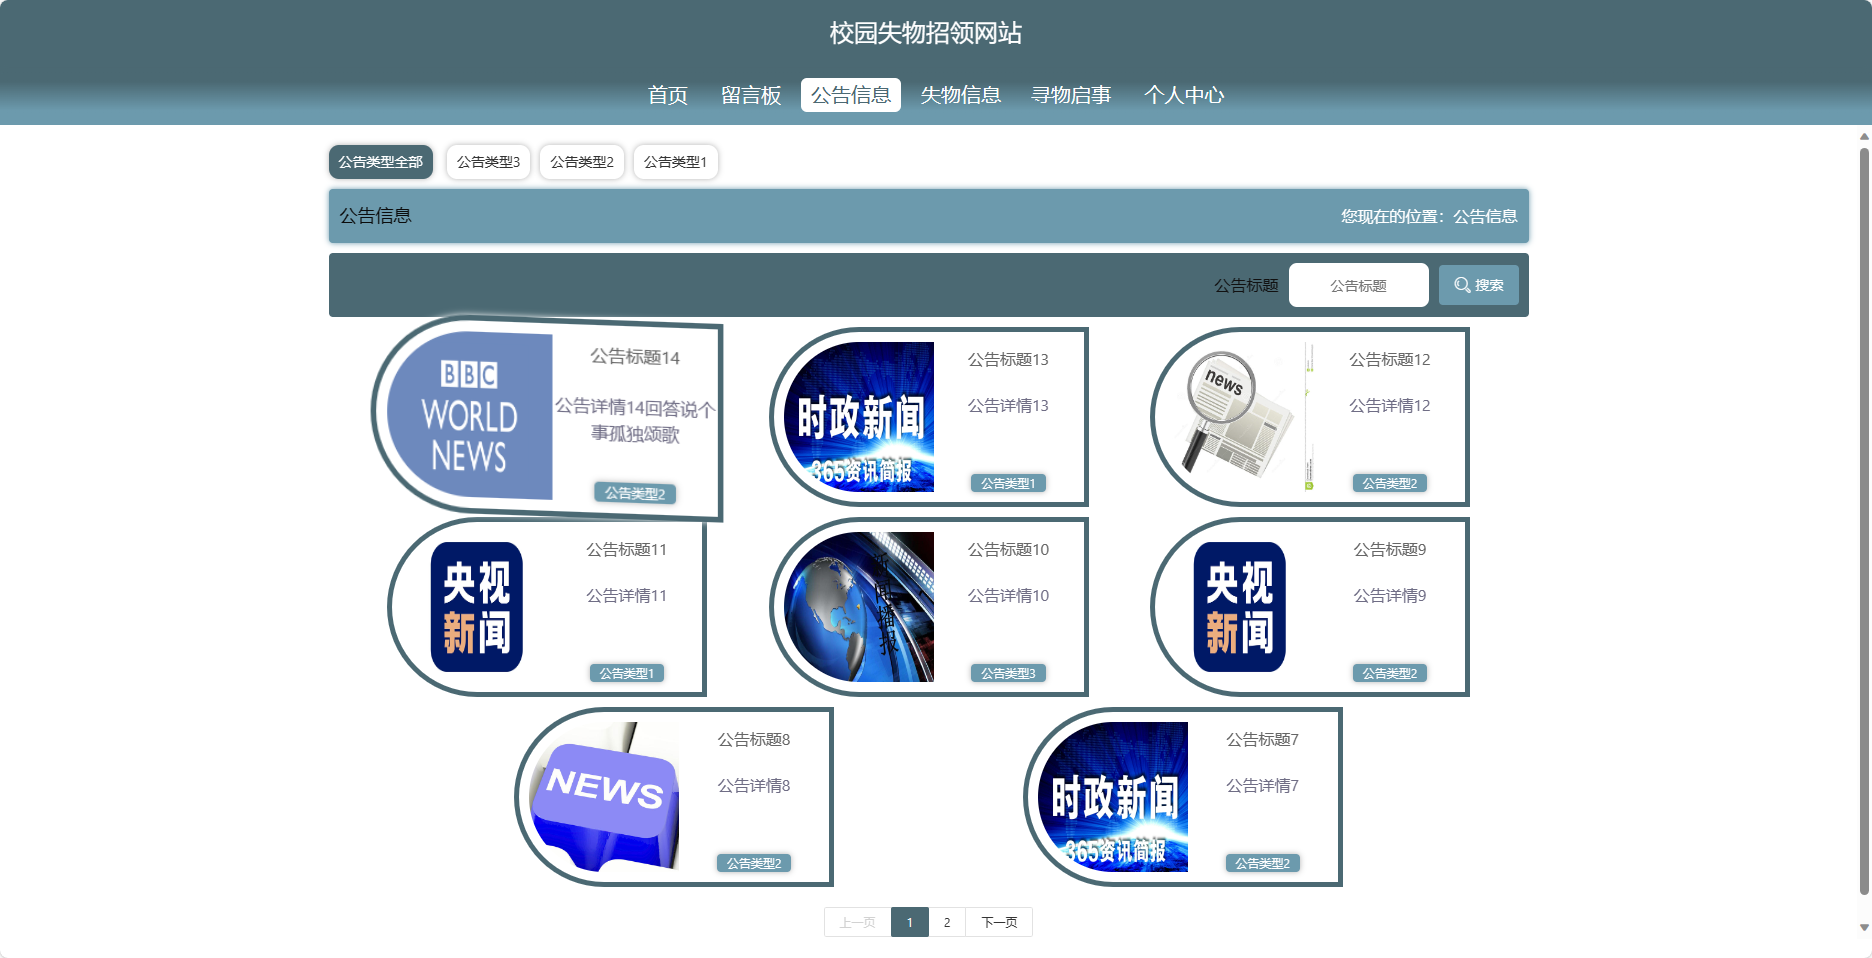 校园失物招领网站
首页 留言板 公告信息 失物信息 寻物启事 个人中心
公告类型全部 公告类型3 公告类型2 公告类型1
公告信息 您现在的位置：公告信息
公告标题 公告标题 搜索
BBC
WORLD
NEWS
公告标题14
公告详情14回答说个
事孤独颂歌
公告类型2
时政新闻
365资讯简报
公告标题13
公告详情13
公告类型1
news
公告标题12
公告详情12
公告类型2
央视
新闻
公告标题11
公告详情11
公告类型1
新闻播报
公告标题10
公告详情10
公告类型3
央视
新闻
公告标题9
公告详情9
公告类型2
NEWS
公告标题8
公告详情8
公告类型2
时政新闻
365资讯简报
公告标题7
公告详情7
公告类型2
上一页 1 2 下一页